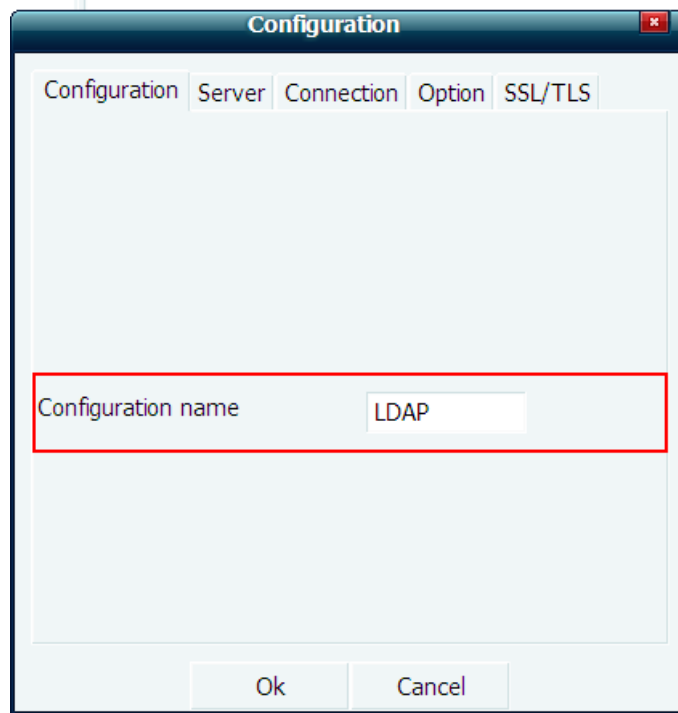 Configuration
Configuration Server Connection Option SSL/TLS
Configuration name LDAP
Ok Cancel